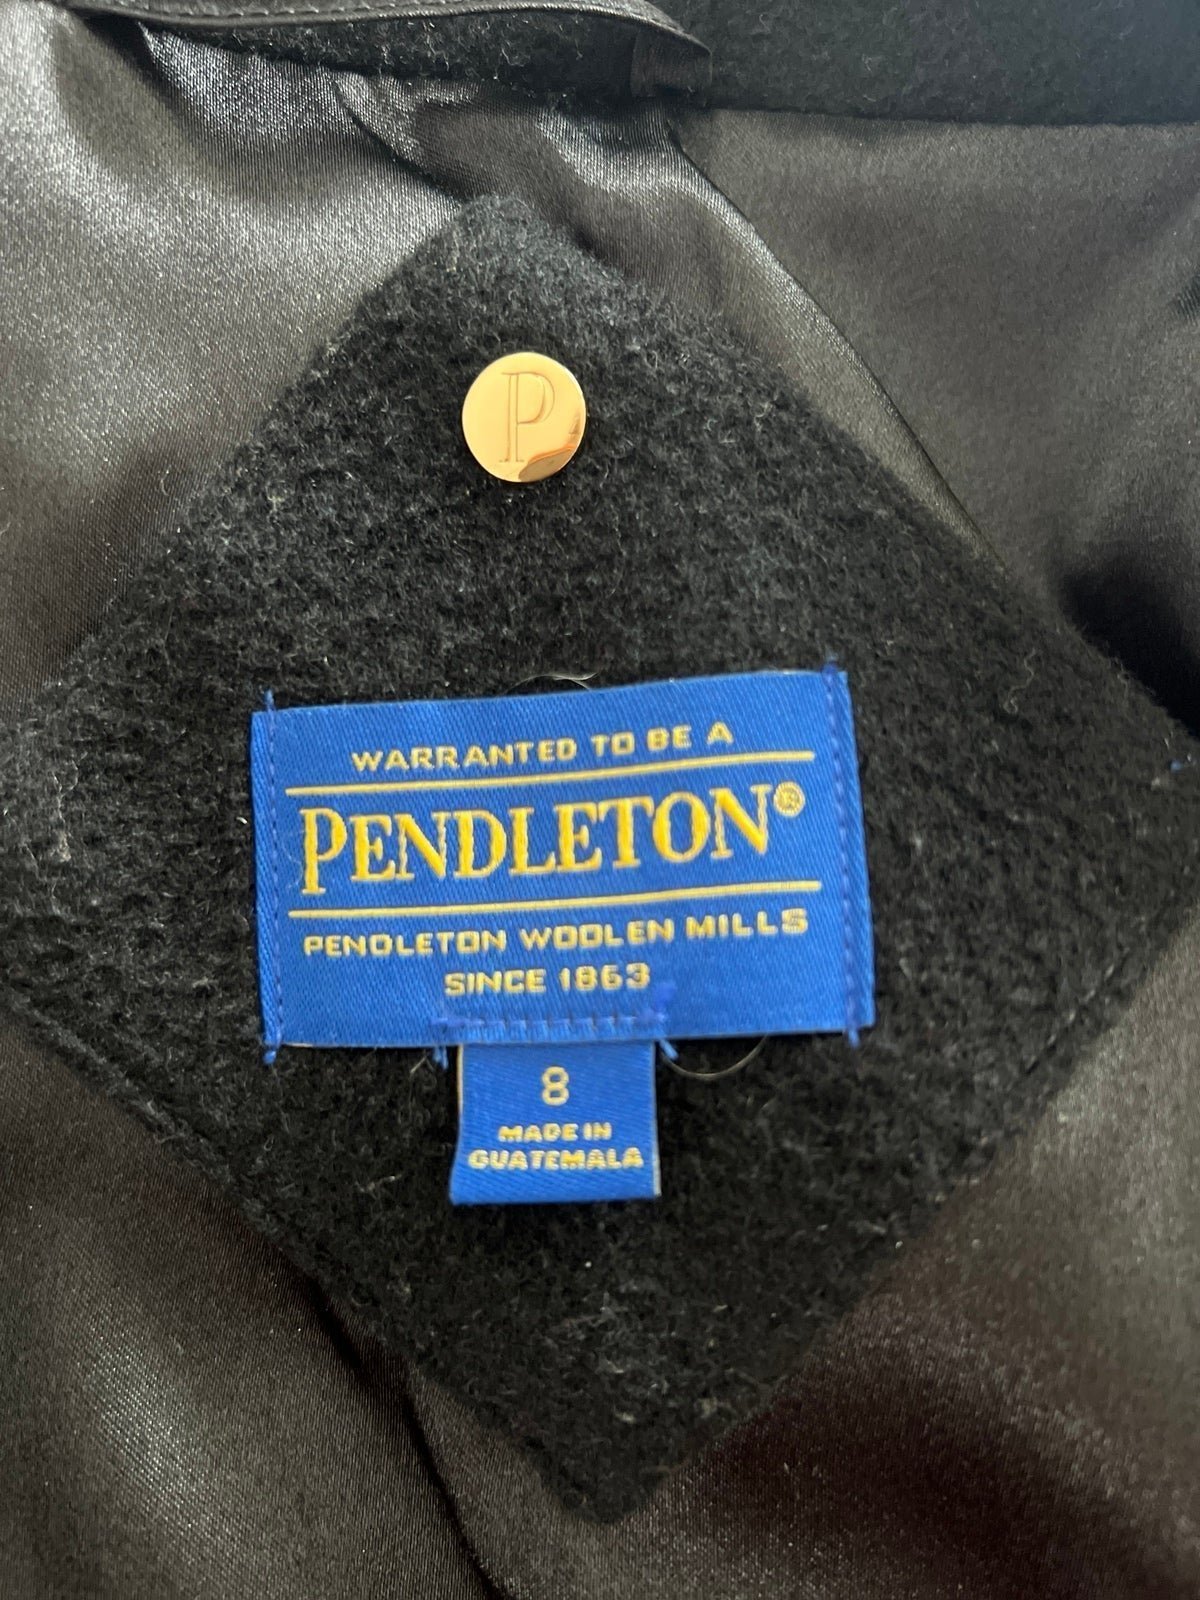 P
WARRANTED TO BE A
PENDLETON®
PENDLETON WOOLEN MILLS
SINCE 1863
8
MADE IN
GUATEMALA